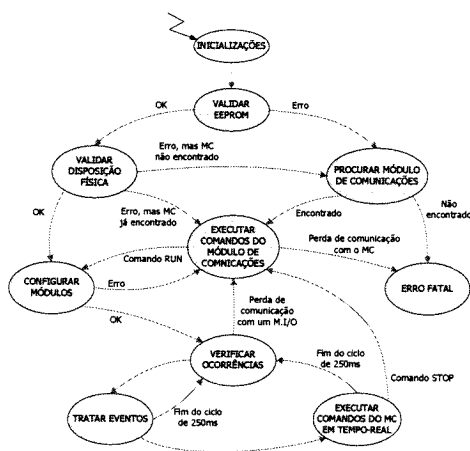 INICIALIZAÇÕES
OK
VALIDAR
EEPROM
Erro
VALIDAR
DISPOSIÇÃO
FÍSICA
Erro, mas MC
não encontrado
PROCURAR MÓDULO
DE COMUNICAÇÕES
OK
Erro, mas MC
já encontrado
EXECUTAR
COMANDOS DO
MÓDULO DE
COMNICAÇÕES
Encontrado
Não
encontrado
Comando RUN
Perda de comunicação
com o MC
CONFIGURAR
MÓDULOS
Erro
ERRO FATAL
OK
Perda de
comunicação
com um M.I/O
VERIFICAR
OCORRÊNCIAS
Fim do ciclo
de 250ms
Comando STOP
TRATAR EVENTOS
Fim do ciclo
de 250ms
EXECUTAR
COMANDOS DO MC
EM TEMPO-REAL